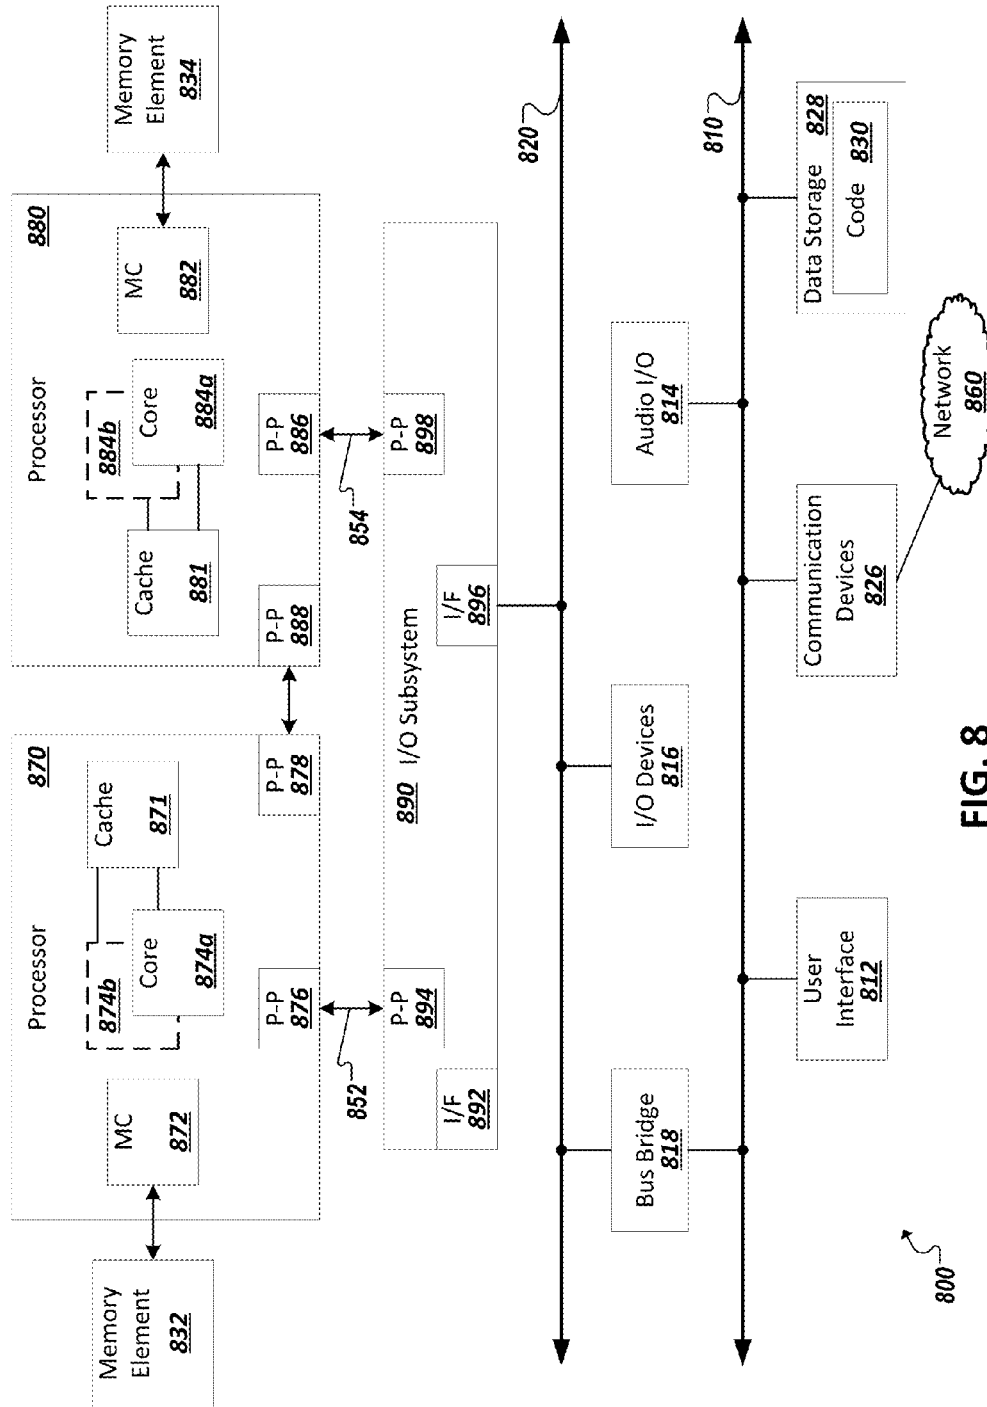 Memory
Element
832
Processor
870
MC
872
874b
Core
874a
Cache
871
P-P
876
P-P
878
Processor
880
Cache
881
884b
Core
884a
MC
882
P-P
888
P-P
886
Memory
Element
834
852
854
P-P
894
890 I/O Subsystem
P-P
898
I/F
892
I/F
896
820
Bus Bridge
818
I/O Devices
816
Audio I/O
814
810
User
Interface
812
Communication
Devices
826
Data Storage
828
Code
830
Network
860
800
FIG. 8